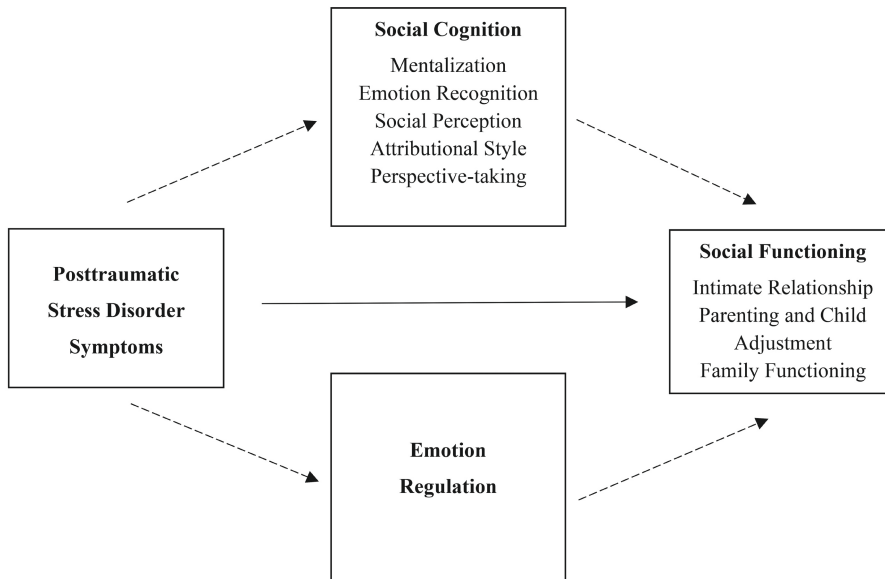 Social Cognition
Mentalization
Emotion Recognition
Social Perception
Attributional Style
Perspective-taking
Posttraumatic
Stress Disorder
Symptoms
Social Functioning
Intimate Relationship
Parenting and Child
Adjustment
Family Functioning
Emotion
Regulation